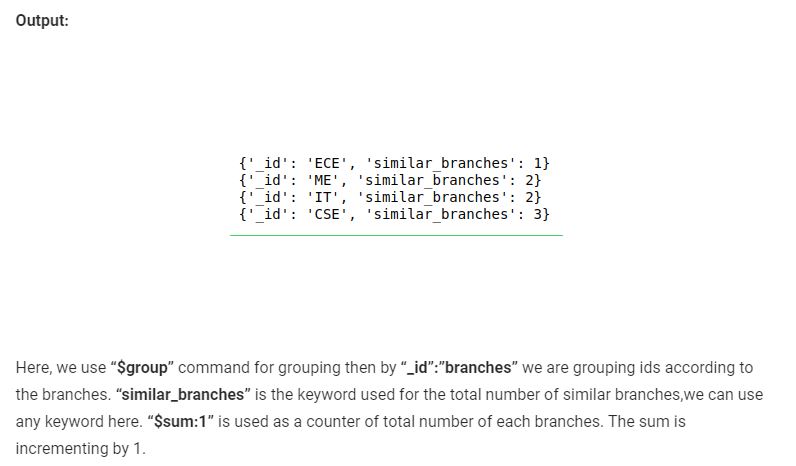 Output:
{'_id': 'ECE', 'similar_branches': 1}
{'_id': 'ME', 'similar_branches': 2}
{'_id': 'IT', 'similar_branches': 2}
{'_id': 'CSE', 'similar_branches': 3}
Here, we use “$group” command for grouping then by “_id”:”branches” we are grouping ids according to
the branches. “similar_branches” is the keyword used for the total number of similar branches,we can use
any keyword here. “$sum:1” is used as a counter of total number of each branches. The sum is
incrementing by 1.